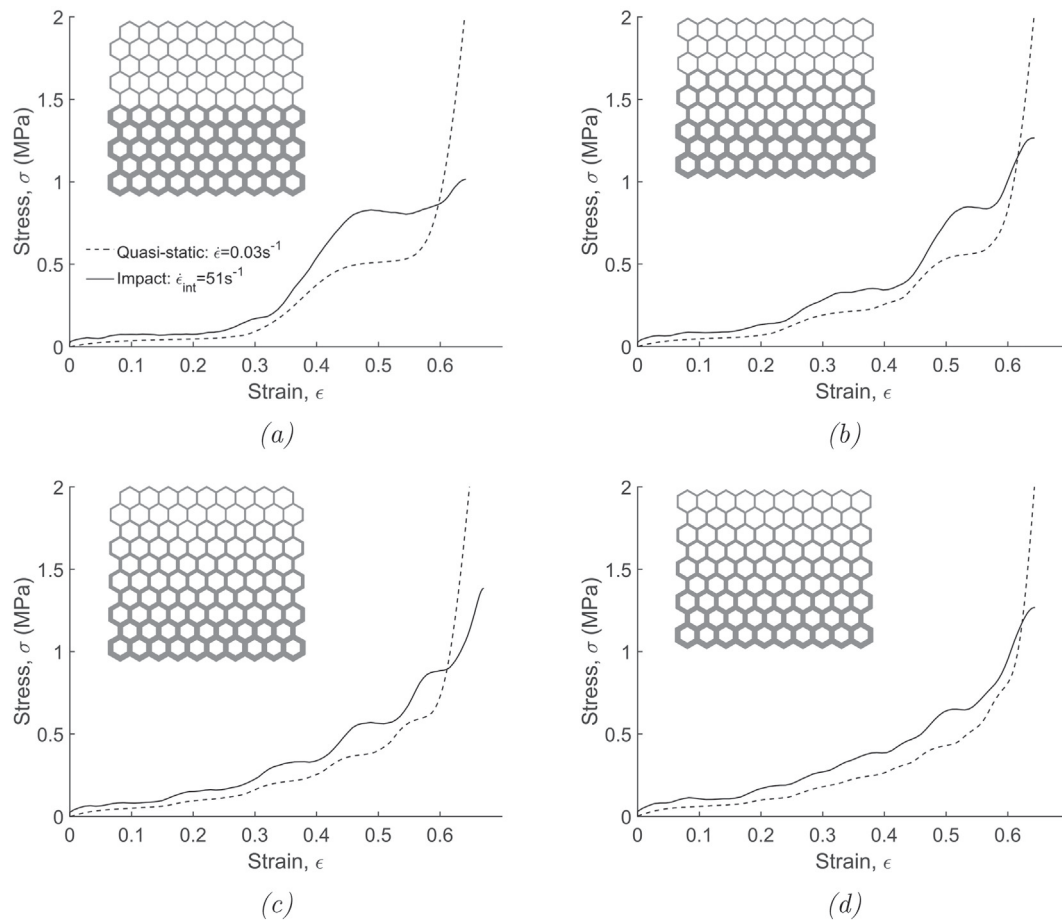 2
1.5
1
0.5
0
Stress, σ (MPa)
Quasi-static: ε̇=0.03s⁻¹
Impact: ε̇int=51s⁻¹
0 0.1 0.2 0.3 0.4 0.5 0.6
Strain, ϵ
(a)
2
1.5
1
0.5
0
Stress, σ (MPa)
0 0.1 0.2 0.3 0.4 0.5 0.6
Strain, ϵ
(b)
2
1.5
1
0.5
0
Stress, σ (MPa)
0 0.1 0.2 0.3 0.4 0.5 0.6
Strain, ϵ
(c)
2
1.5
1
0.5
0
Stress, σ (MPa)
0 0.1 0.2 0.3 0.4 0.5 0.6
Strain, ϵ
(d)